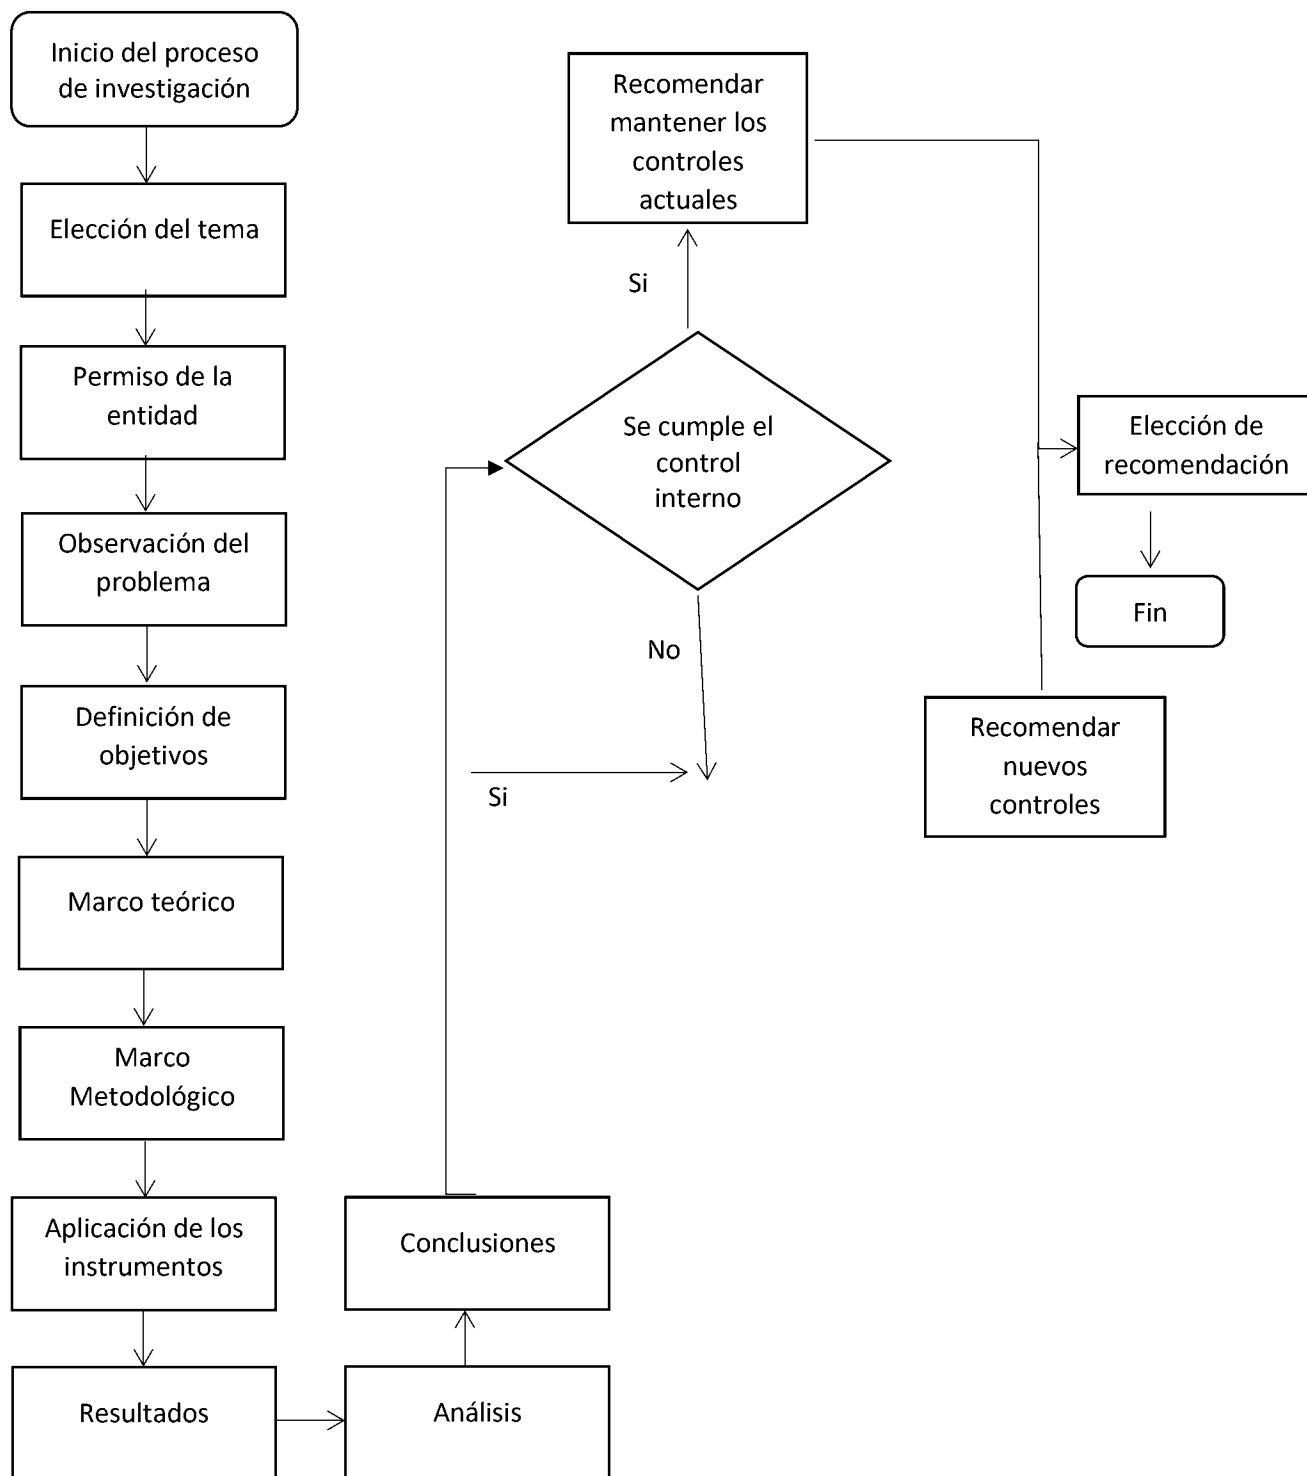 Inicio del proceso
de investigación
Elección del tema
Permiso de la
entidad
Observación del
problema
Definición de
objetivos
Marco teórico
Marco
Metodológico
Aplicación de los
instrumentos
Resultados
Análisis
Conclusiones
Se cumple el
control
interno
Si
Recomendar
mantener los
controles
actuales
No
Si
Recomendar
nuevos
controles
Elección de
recomendación
Fin